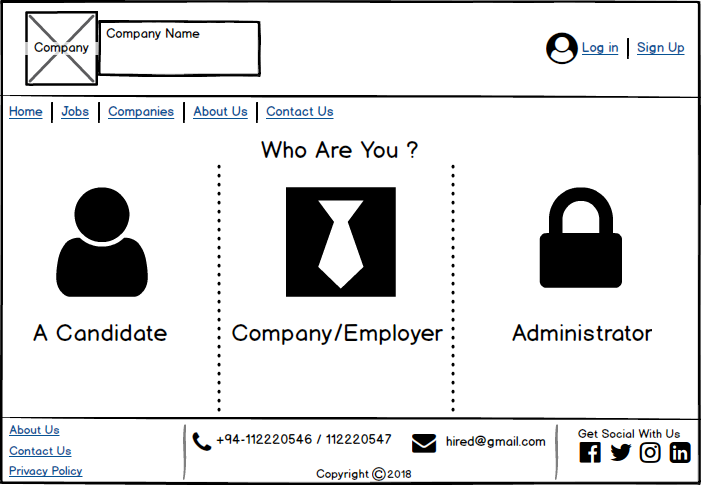 Company
Company Name
Log in
Sign Up
Home
Jobs
Companies
About Us
Contact Us
Who Are You ?
A Candidate
Company/Employer
Administrator
About Us
Contact Us
Privacy Policy
+94-112220546 / 112220547
hired@gmail.com
Copyright ©2018
Get Social With Us